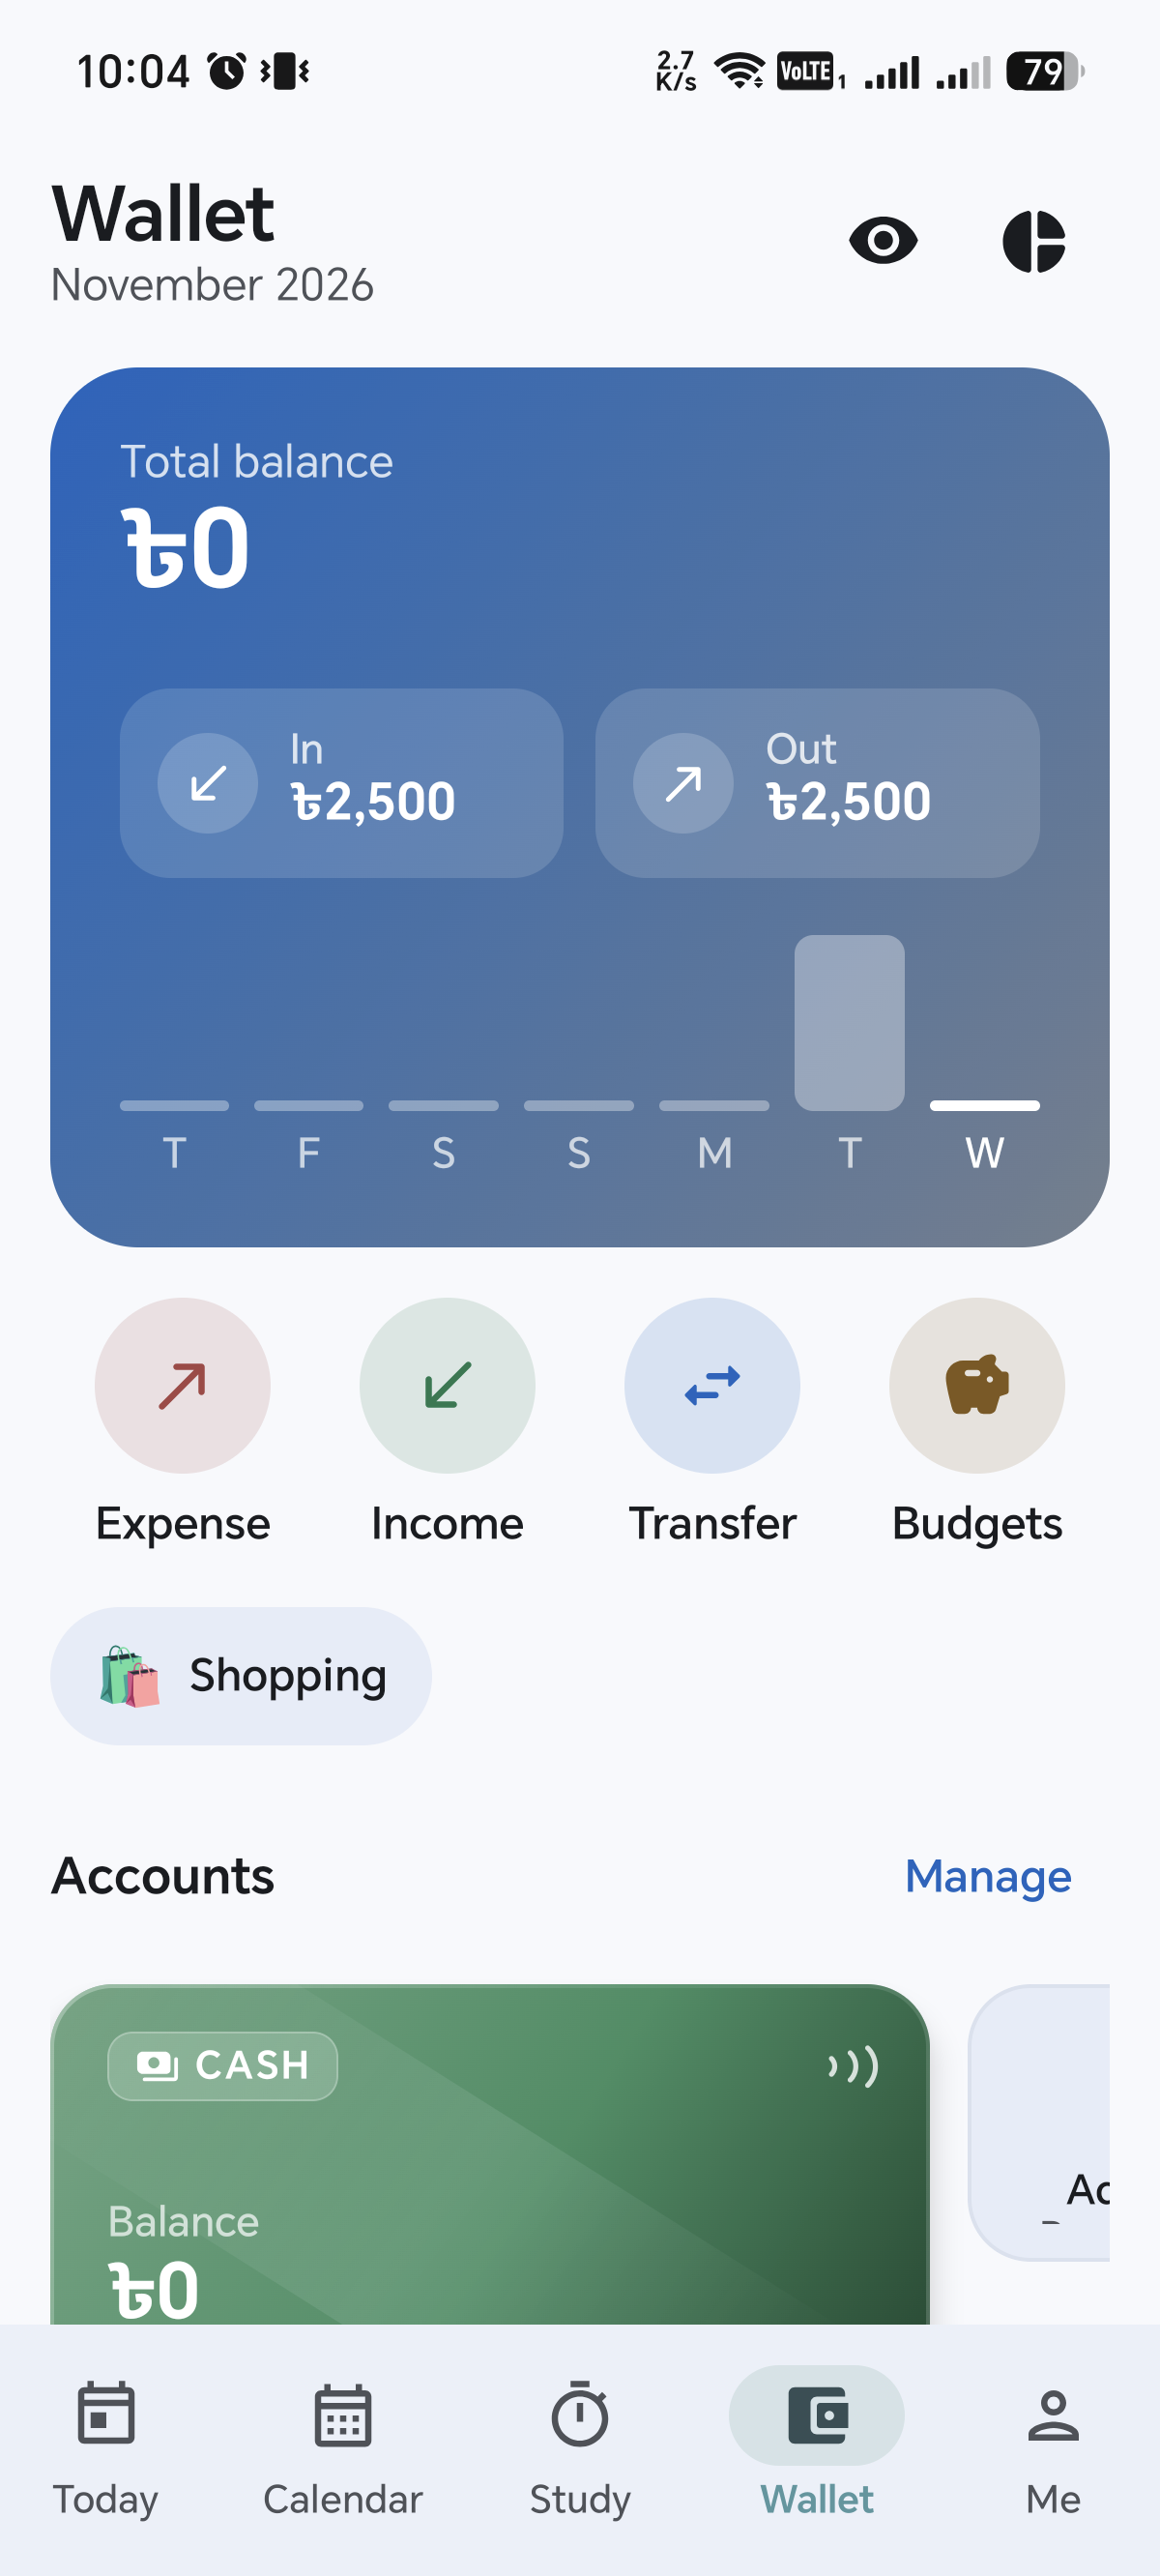 10:04
2.7 K/s
VoLTE 1
79
Wallet
November 2026
Total balance
৳0
In
৳2,500
Out
৳2,500
T F S S M T W
Expense Income Transfer Budgets
🛍️ Shopping
Accounts
Manage
CASH
Balance
৳0
Today Calendar Study Wallet Me